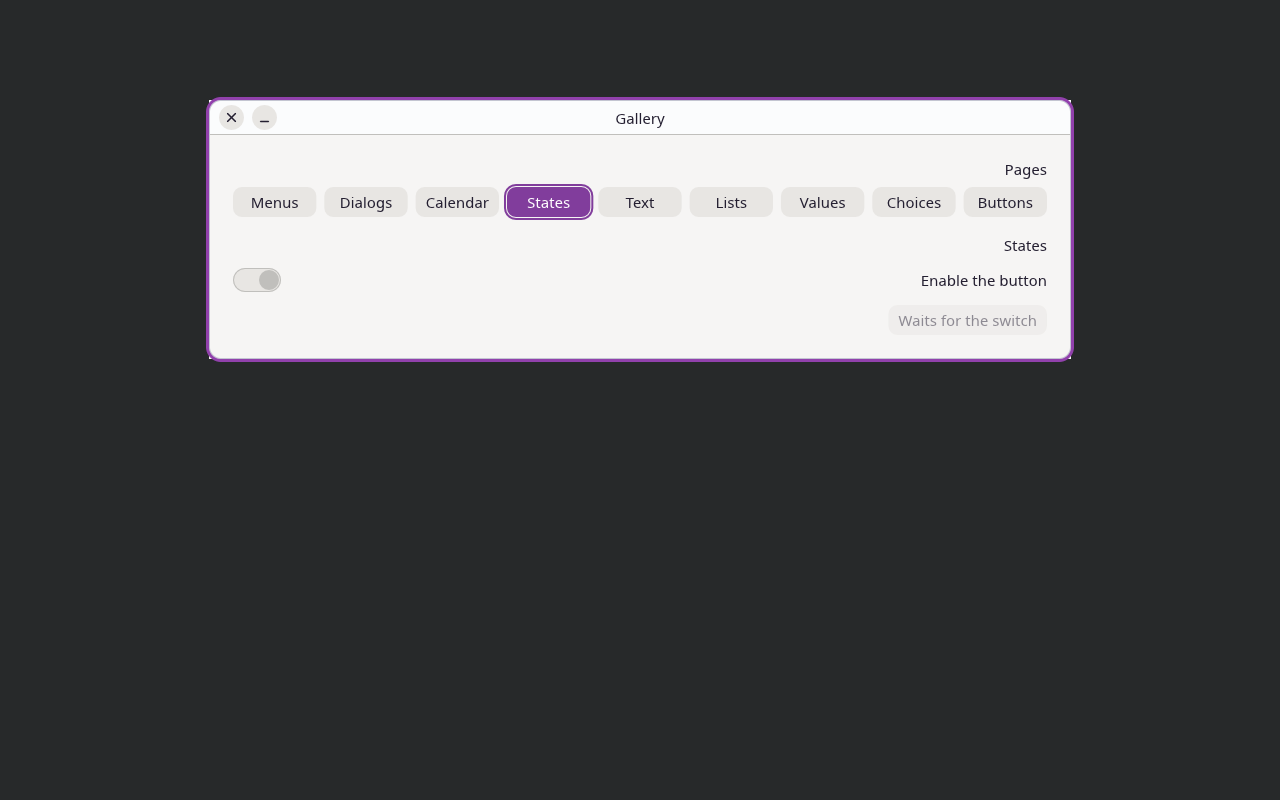 Gallery
Pages
Menus Dialogs Calendar States Text Lists Values Choices Buttons
States
Enable the button
Waits for the switch